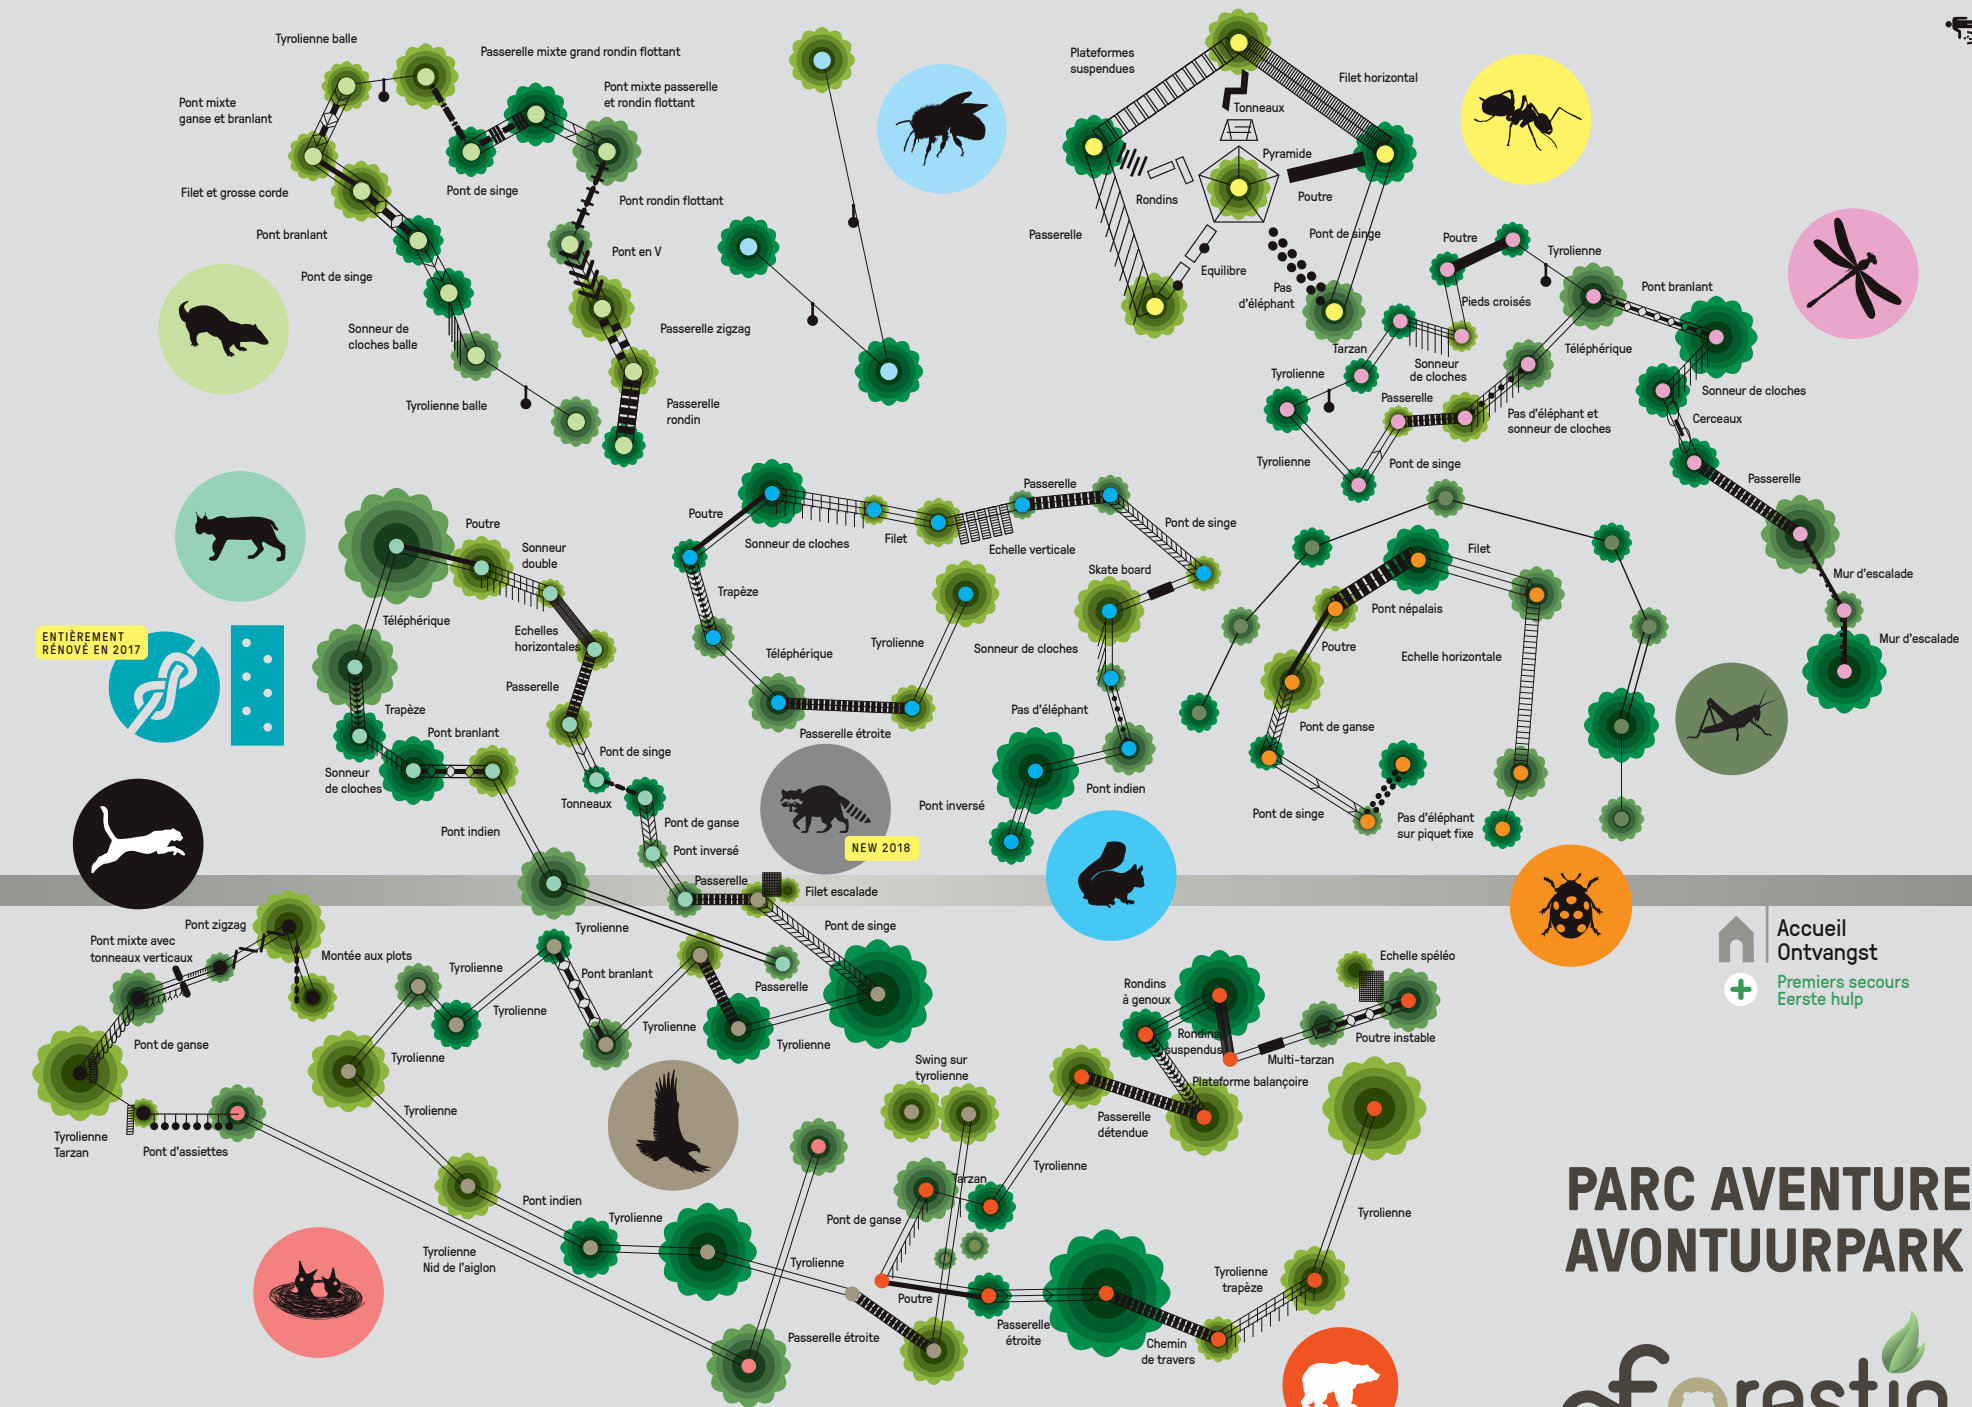 Tyrolienne balle
Passerelle mixte grand rondin flottant
Pont mixte
ganse et branlant
Pont mixte passerelle
et rondin flottant
Filet et grosse corde
Pont de singe
Pont rondin flottant
Pont branlant
Pont en V
Pont de singe
Sonneur de
cloches balle
Passerelle zigzag
Tyrolienne balle
Passerelle
rondin
Plateformes
suspendues
Filet horizontal
Tonneaux
Pyramide
Rondins
Poutre
Passerelle
Pont de singe
Equilibre
Pas
d'éléphant
Poutre
Tyrolienne
Pieds croisés
Pont branlant
Tarzan
Sonneur
de cloches
Téléphérique
Tyrolienne
Passerelle
Sonneur de cloches
Pas d'éléphant et
sonneur de cloches
Cerceaux
Tyrolienne
Pont de singe
Passerelle
Mur d'escalade
Mur d'escalade
Poutre
Sonneur
double
Téléphérique
Echelles
horizontales
ENTIÈREMENT
RÉNOVÉ EN 2017
Passerelle
Trapèze
Pont branlant
Sonneur
de cloches
Pont de singe
Tonneaux
Pont indien
Pont de ganse
Pont inversé
Passerelle
Filet escalade
NEW 2018
Poutre
Sonneur de cloches
Filet
Passerelle
Echelle verticale
Pont de singe
Skate board
Trapèze
Tyrolienne
Téléphérique
Sonneur de cloches
Passerelle étroite
Pas d'éléphant
Pont indien
Pont inversé
Filet
Pont népalais
Poutre
Echelle horizontale
Pont de ganse
Pont de singe
Pas d'éléphant
sur piquet fixe
Pont zigzag
Pont mixte avec
tonneaux verticaux
Montée aux plots
Pont de ganse
Tyrolienne
Tarzan
Pont d'assiettes
Tyrolienne
Tyrolienne
Tyrolienne
Tyrolienne
Pont branlant
Tyrolienne
Passerelle
Tyrolienne
Pont de singe
Tyrolienne
Pont indien
Tyrolienne
Tyrolienne
Nid de l'aiglon
Tyrolienne
Passerelle étroite
Swing sur
tyrolienne
Tarzan
Pont de ganse
Poutre
Passerelle
étroite
Tyrolienne
Passerelle
détendue
Rondins
à genoux
Rondins
suspendus
Plateforme balançoire
Multi-tarzan
Poutre instable
Echelle spéléo
Tyrolienne
Tyrolienne
trapèze
Chemin
de travers
Accueil
Ontvangst
Premiers secours
Eerste hulp
PARC AVENTURE
AVONTUURPARK